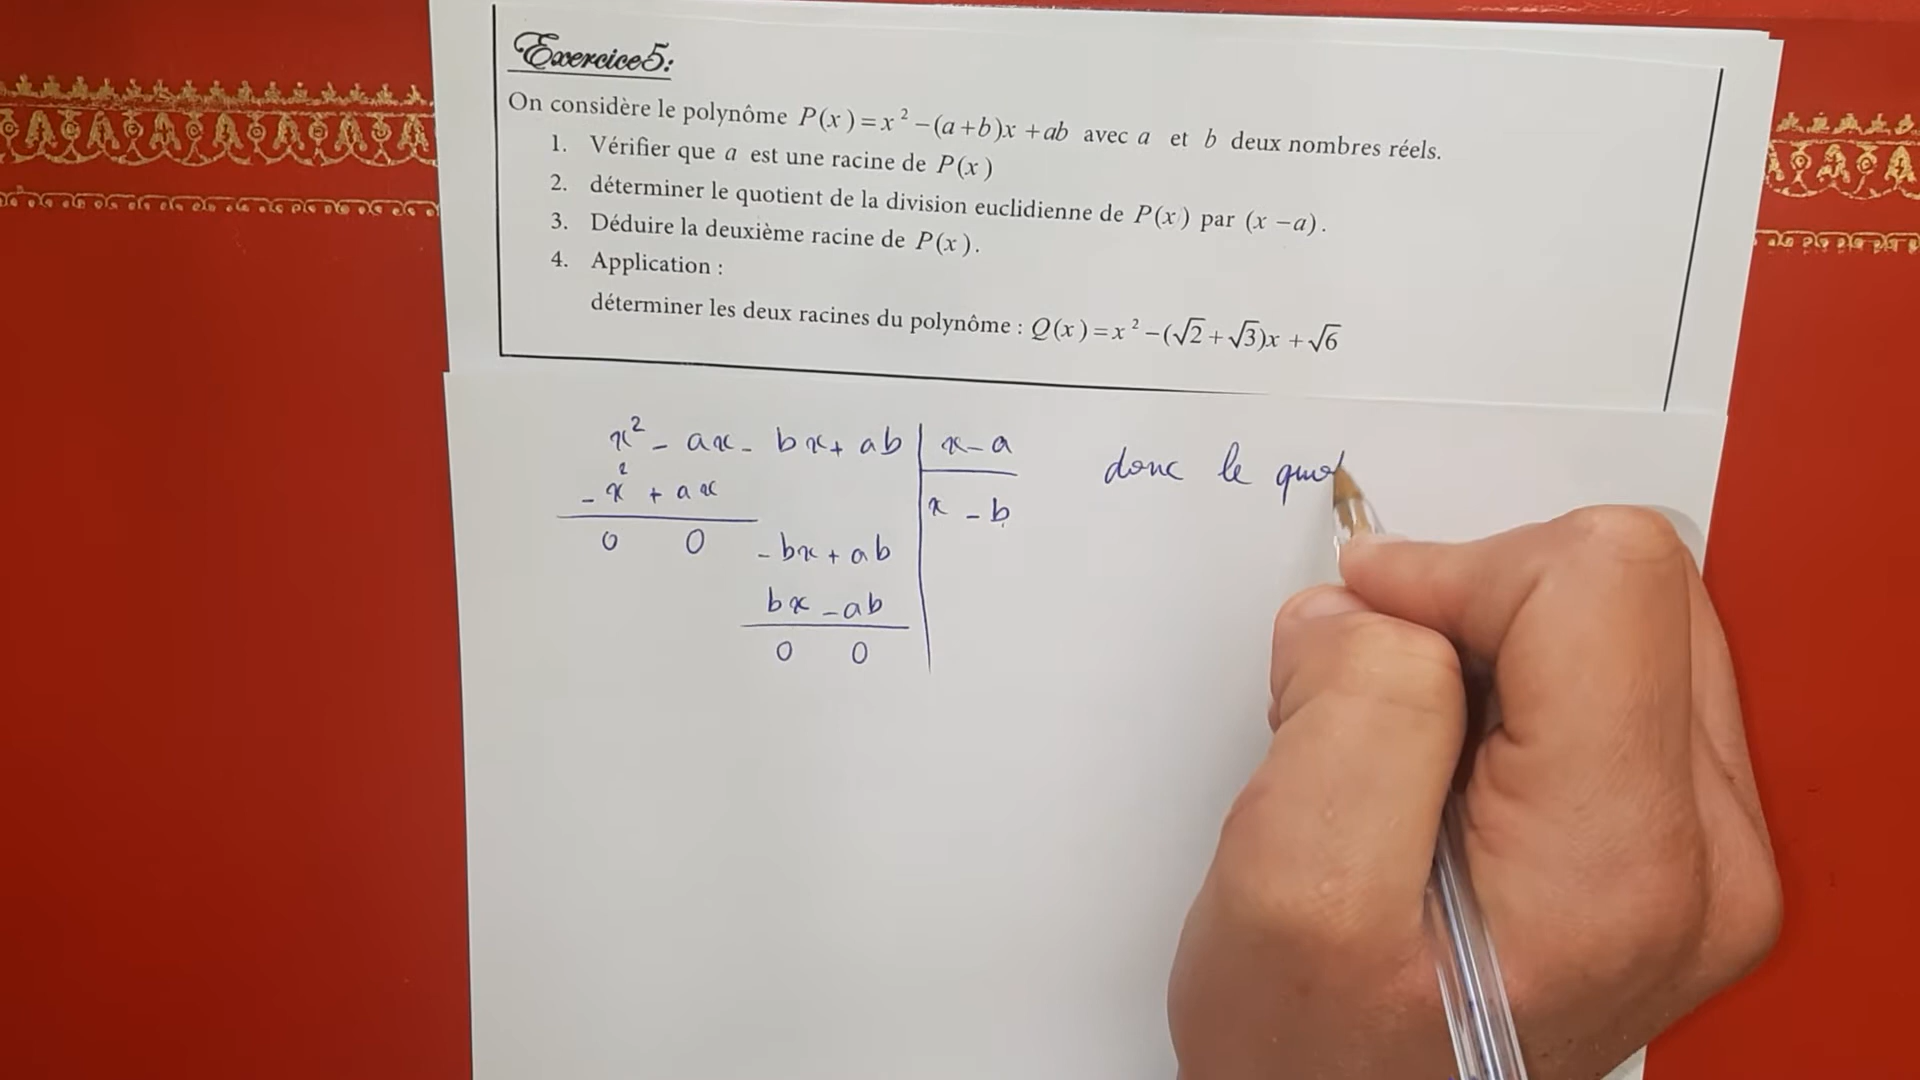 Exercice5:
On considère le polynôme P(x)=x²−(a+b)x+ab avec a et b deux nombres réels.
1. Vérifier que a est une racine de P(x)
2. déterminer le quotient de la division euclidienne de P(x) par (x−a).
3. Déduire la deuxième racine de P(x).
4. Application :
déterminer les deux racines du polynôme : Q(x)=x²−(√2+√3)x+√6
x² − ax − bx + ab | x − a
− x² + ax
x − b
0 0 − bx + ab
bx − ab
0 0
donc le quot